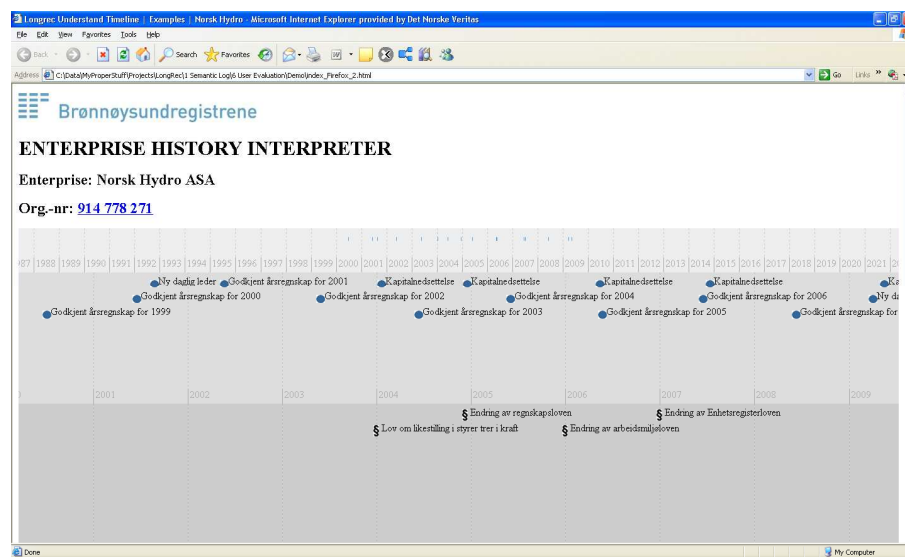 Longrec Understand Timeline | Examples | Norsk Hydro - Microsoft Internet Explorer provided by Det Norske Veritas
File Edit View Favorites Tools Help
Back Search Favorites
Address C:\Data\MyProperStuff\Projects\LongRec\1 Semantic Log\6 User Evaluation\Demo\index_Firefox_2.html Go Links »
Brønnøysundregistrene
ENTERPRISE HISTORY INTERPRETER
Enterprise: Norsk Hydro ASA
Org.-nr: 914 778 271
87 1988 1989 1990 1991 1992 1993 1994 1995 1996 1997 1998 1999 2000 2001 2002 2003 2004 2005 2006 2007 2008 2009 2010 2011 2012 2013 2014 2015 2016 2017 2018 2019 2020 2021 20
Ny daglig leder Godkjent årsregnskap for 2001 Kapitalnedsettelse Kapitalnedsettelse Kapitalnedsettelse Kapitalnedsettelse Ka
Godkjent årsregnskap for 2000 Godkjent årsregnskap for 2002 Godkjent årsregnskap for 2004 Godkjent årsregnskap for 2006 Ny da
Godkjent årsregnskap for 1999 Godkjent årsregnskap for 2003 Godkjent årsregnskap for 2005 Godkjent årsregnskap for
2001 2002 2003 2004 2005 2006 2007 2008 2009
§ Endring av regnskapsloven § Endring av Enhetsregisterloven
§ Lov om likestilling i styrer trer i kraft § Endring av arbeidsmiljøloven
Done My Computer